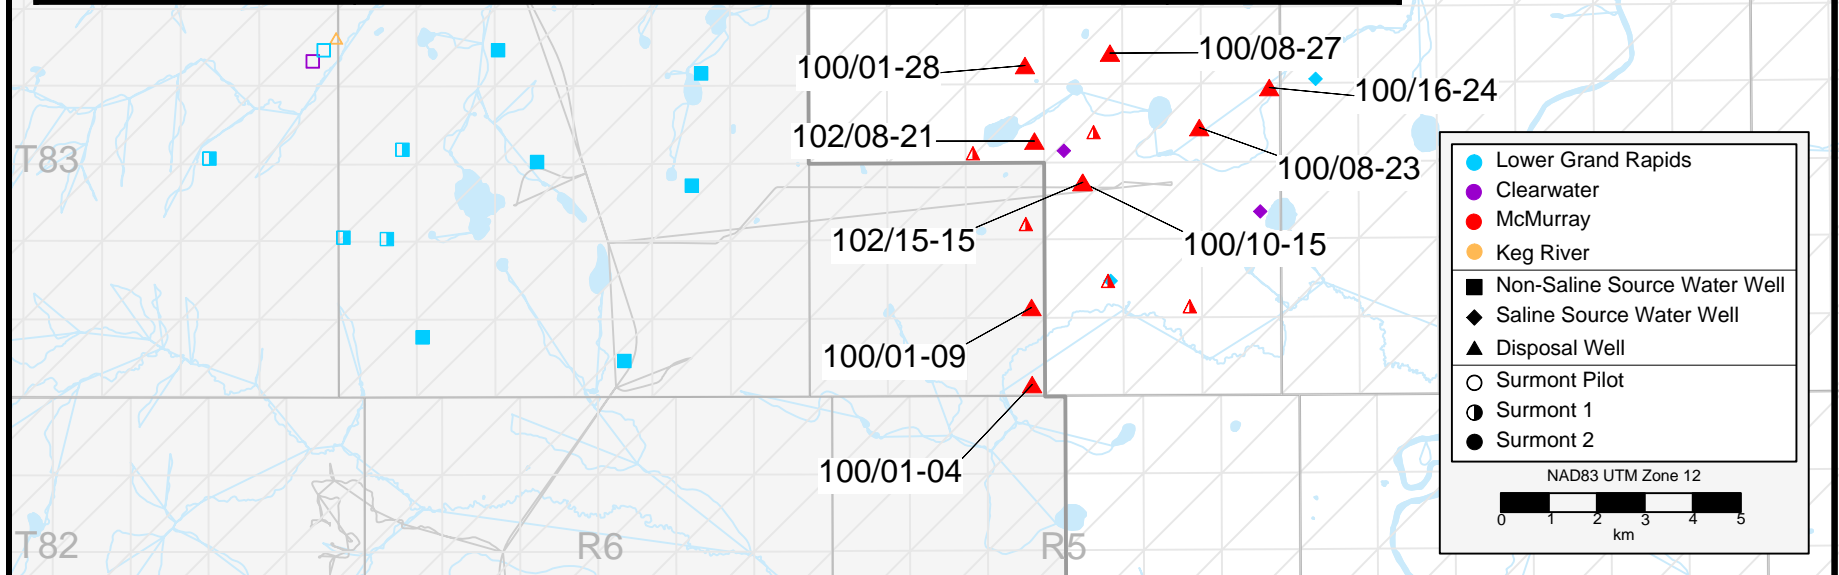 100/01-28
100/08-27
100/16-24
102/08-21
100/08-23
T83
102/15-15
100/10-15
100/01-09
100/01-04
T82
R6
R5
Lower Grand Rapids
Clearwater
McMurray
Keg River
Non-Saline Source Water Well
Saline Source Water Well
Disposal Well
Surmont Pilot
Surmont 1
Surmont 2
NAD83 UTM Zone 12
0 1 2 3 4 5
km